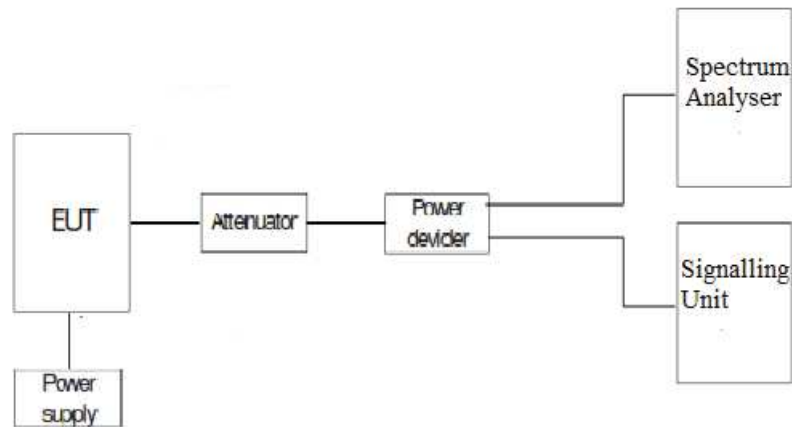 Spectrum
Analyser
EUT
Attenuator
Power
devider
Signalling
Unit
Power
supply